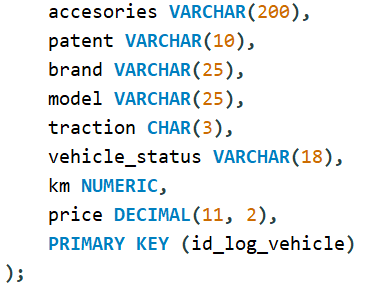 accesories VARCHAR(200),
patent VARCHAR(10),
brand VARCHAR(25),
model VARCHAR(25),
traction CHAR(3),
vehicle_status VARCHAR(18),
km NUMERIC,
price DECIMAL(11, 2),
PRIMARY KEY (id_log_vehicle)
);